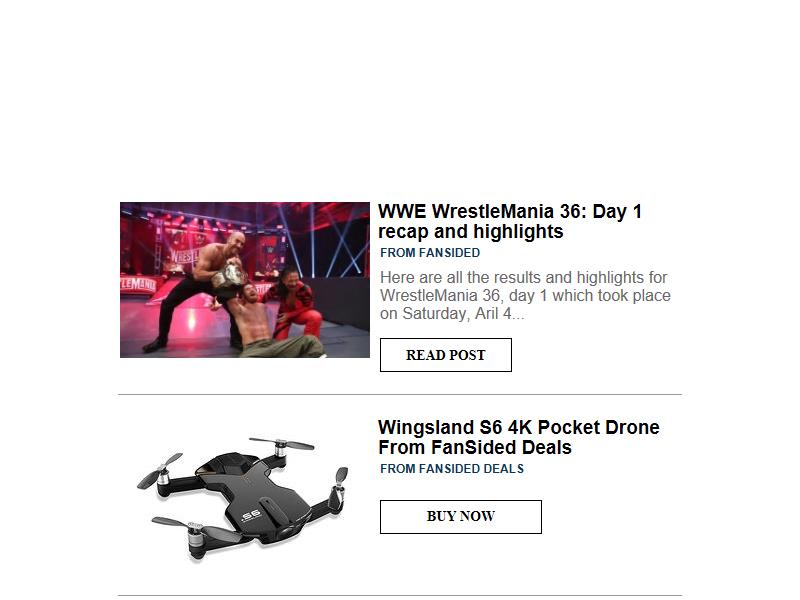 WWE WrestleMania 36: Day 1
recap and highlights
FROM FANSIDED
Here are all the results and highlights for
WrestleMania 36, day 1 which took place
on Saturday, Aril 4...
READ POST
Wingsland S6 4K Pocket Drone
From FanSided Deals
FROM FANSIDED DEALS
S6
BUY NOW